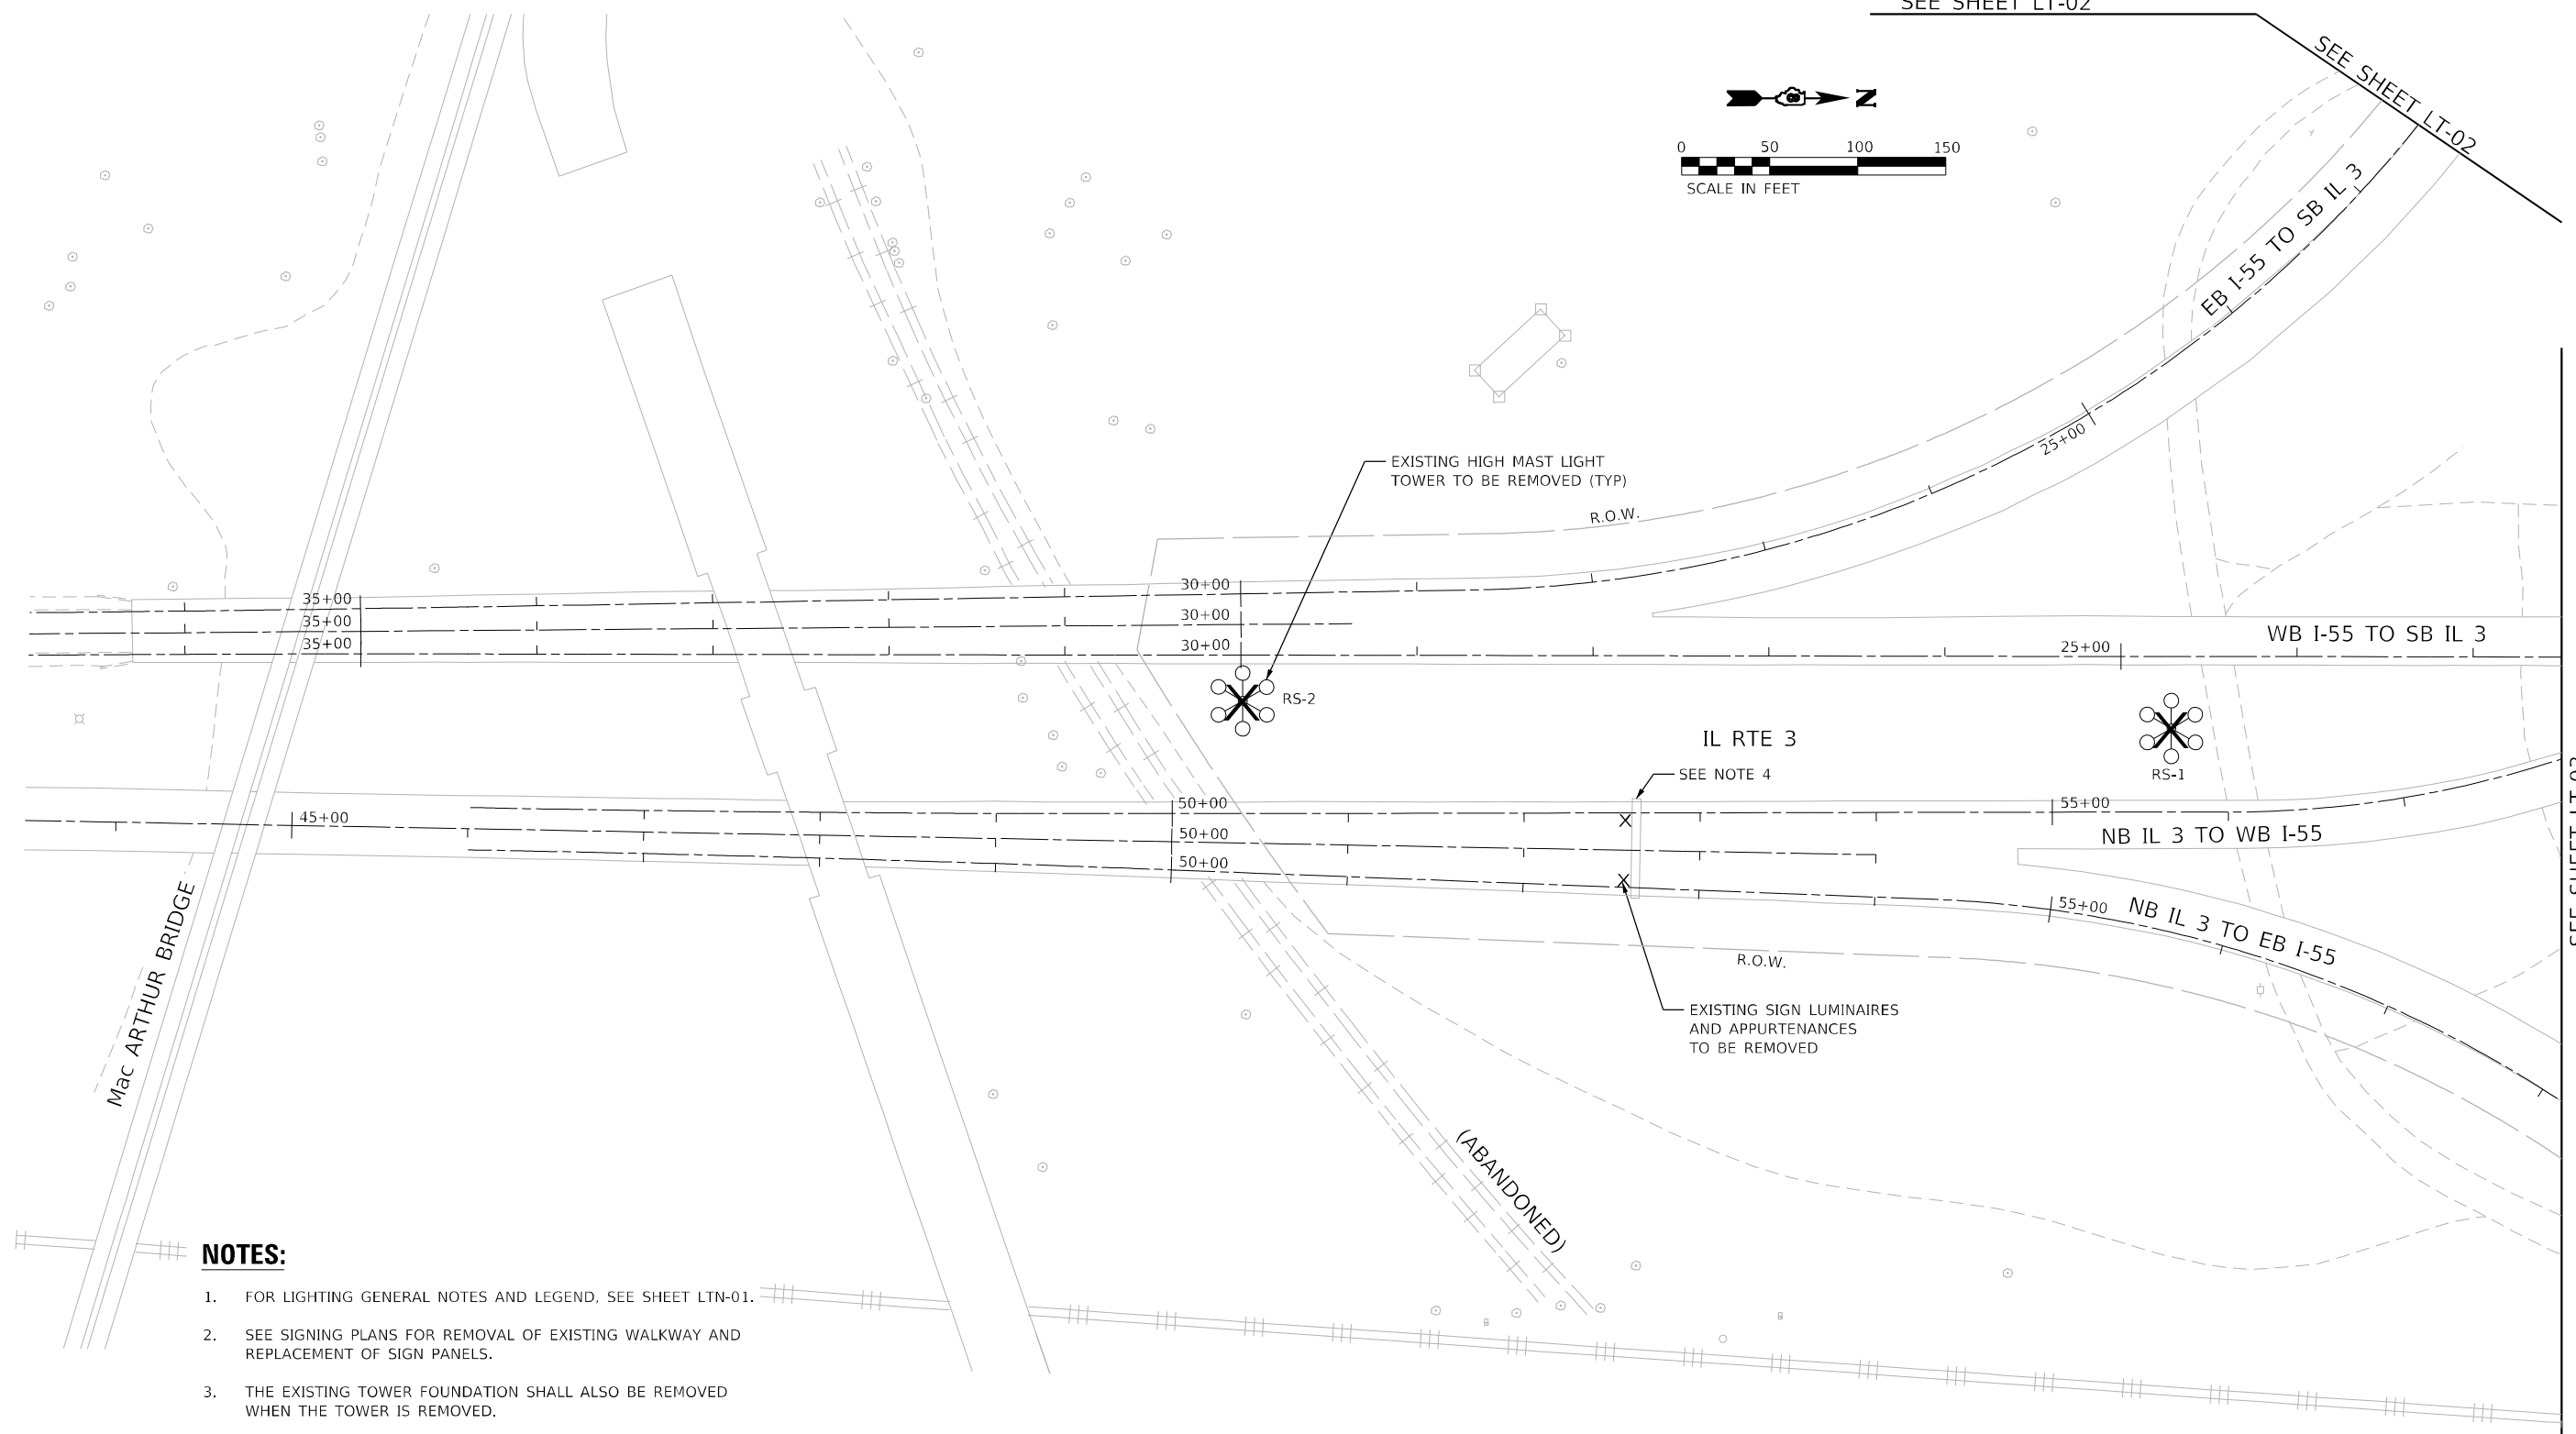 SEE SHEET LT-02
SEE SHEET LT-02
N
0 50 100 150
SCALE IN FEET
EB I-55 TO SB IL 3
25+00
EXISTING HIGH MAST LIGHT
TOWER TO BE REMOVED (TYP)
R.O.W.
30+00
35+00
30+00
35+00
30+00
35+00
WB I-55 TO SB IL 3
25+00
RS-2
IL RTE 3
SEE NOTE 4
RS-1
50+00
55+00
45+00
50+00
NB IL 3 TO WB I-55
50+00
55+00
NB IL 3 TO EB I-55
R.O.W.
Mac ARTHUR BRIDGE
EXISTING SIGN LUMINAIRES
AND APPURTENANCES
TO BE REMOVED
(ABANDONED)
NOTES:
1. FOR LIGHTING GENERAL NOTES AND LEGEND, SEE SHEET LTN-01.
2. SEE SIGNING PLANS FOR REMOVAL OF EXISTING WALKWAY AND
REPLACEMENT OF SIGN PANELS.
3. THE EXISTING TOWER FOUNDATION SHALL ALSO BE REMOVED
WHEN THE TOWER IS REMOVED.